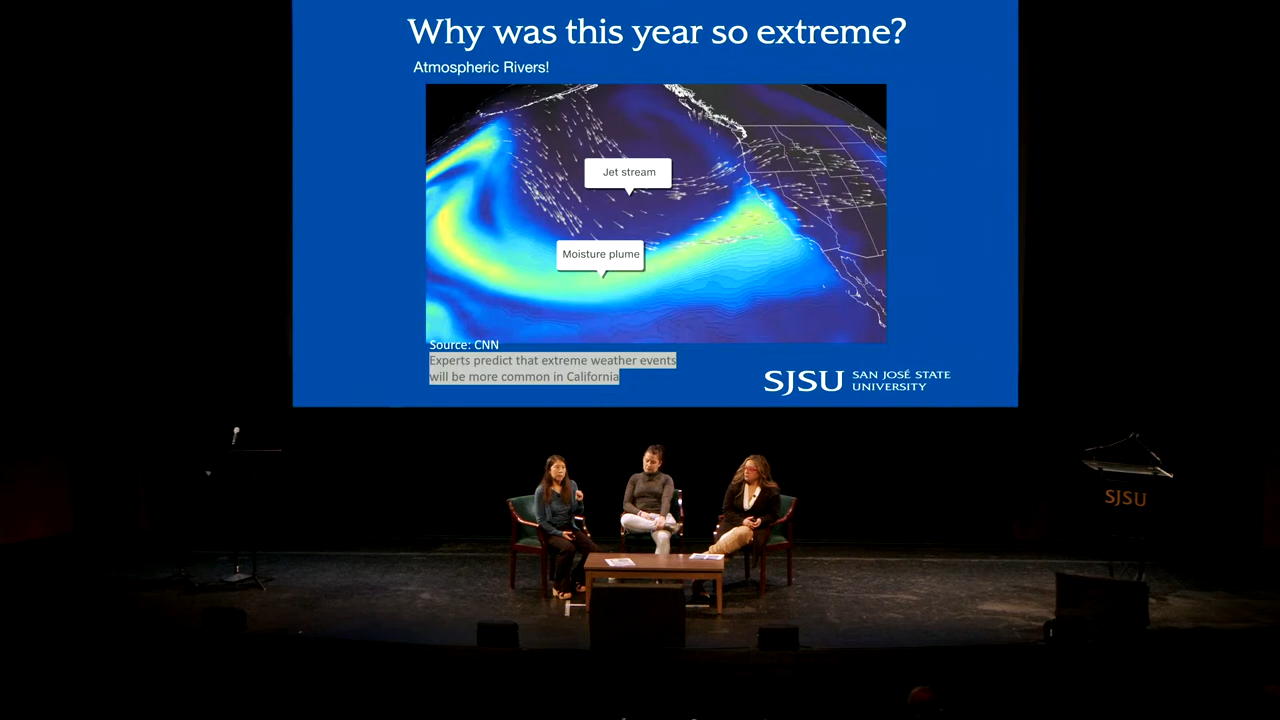 Why was this year so extreme?
Atmospheric Rivers!
Jet stream
Moisture plume
Source: CNN
Experts predict that extreme weather events
will be more common in California
SJSU SAN JOSÉ STATE
UNIVERSITY
SJSU